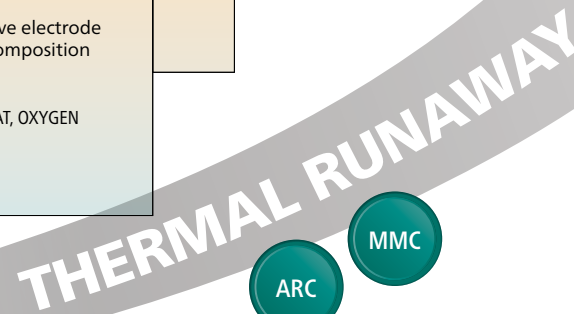 ve electrode
omposition
AT, OXYGEN
THERMAL RUNAWAY
MMC
ARC